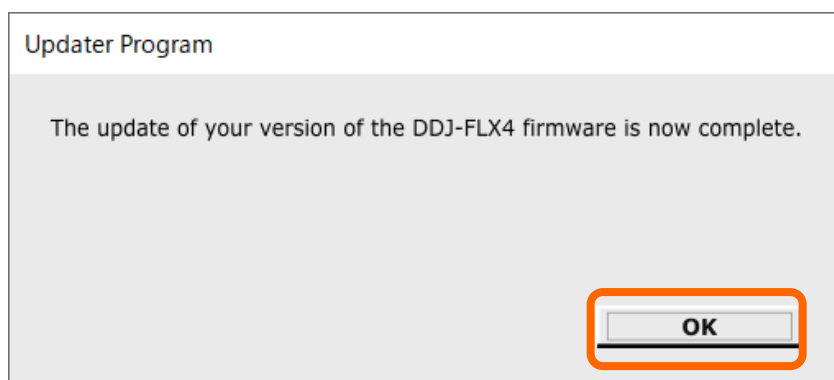 Updater Program
The update of your version of the DDJ-FLX4 firmware is now complete.
OK